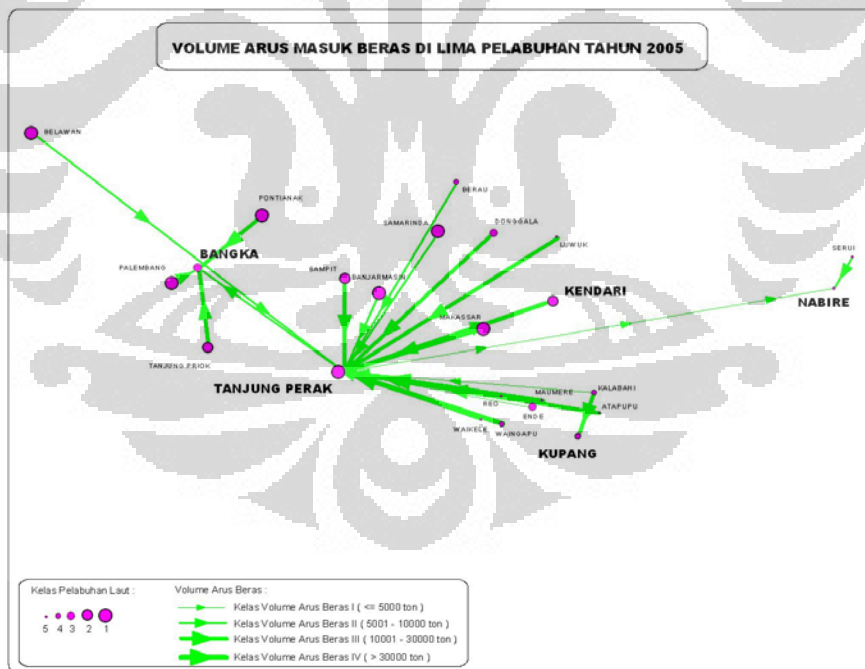 VOLUME ARUS MASUK BERAS DI LIMA PELABUHAN TAHUN 2005
BELAWAN
BERAU
PONTIANAK
SAMARINDA
DONGGALA
LUWUK
SERUI
BANGKA
PALEMBANG
SAMPIT
BANJARMASIN
KENDARI
NABIRE
MAKASSAR
TANJUNG PRIOK
TANJUNG PERAK
KALABAHI
MAUMERE
REO
ENDE
ATAPUPU
WAIKELE
WAINGAPU
KUPANG
Kelas Pelabuhan Laut :
5 4 3 2 1
Volume Arus Beras :
Kelas Volume Arus Beras I ( <= 5000 ton )
Kelas Volume Arus Beras II ( 5001 - 10000 ton )
Kelas Volume Arus Beras III ( 10001 - 30000 ton )
Kelas Volume Arus Beras IV ( > 30000 ton )